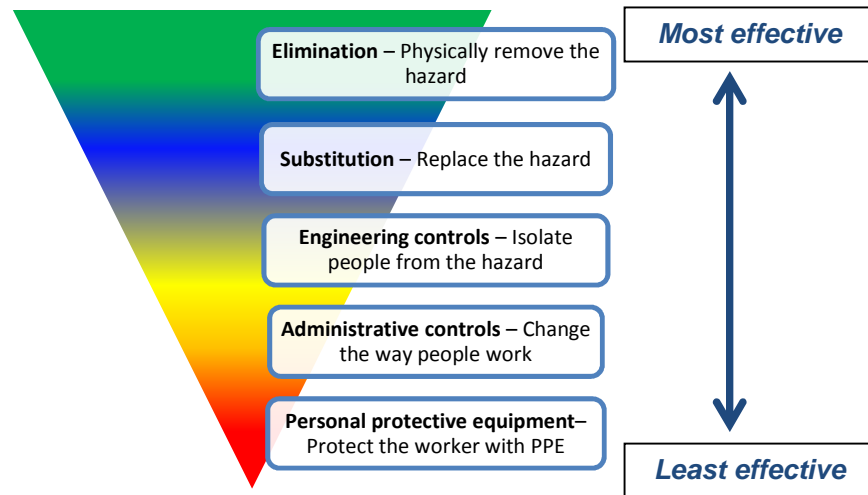 Elimination – Physically remove the
hazard
Most effective
Substitution – Replace the hazard
Engineering controls – Isolate
people from the hazard
Administrative controls – Change
the way people work
Personal protective equipment–
Protect the worker with PPE
Least effective